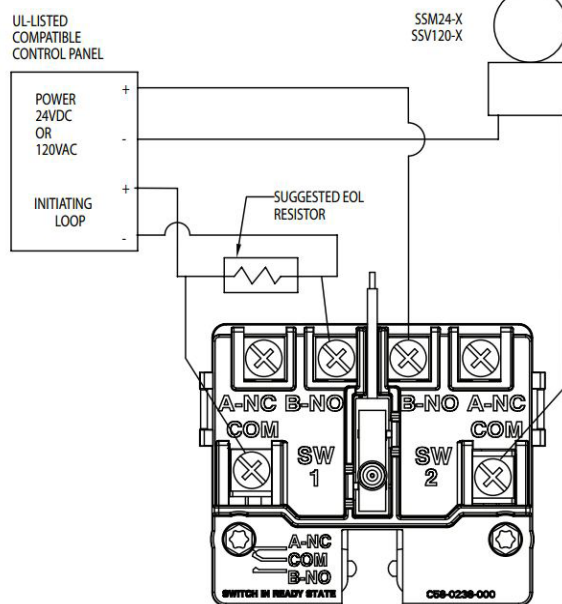 UL-LISTED
COMPATIBLE
CONTROL PANEL
SSM24-X
SSV120-X
POWER
24VDC
OR
120VAC
+
-
INITIATING
LOOP
+
-
SUGGESTED EOL
RESISTOR
A-NC B-NO
B-NO A-NC
COM
COM
SW
1
SW
2
A-NC
COM
B-NO
SWITCH IN READY STATE
C58-0236-000